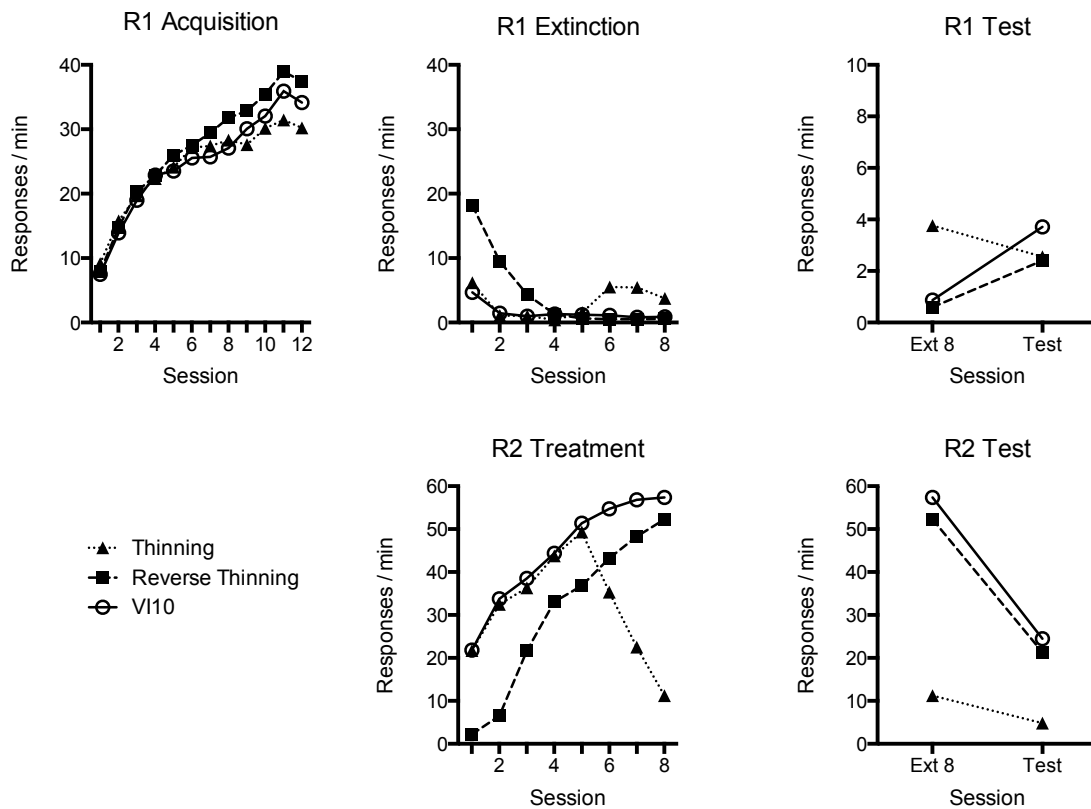 R1 Acquisition
Responses / min
40
30
20
10
0
2 4 6 8 10 12
Session
R1 Extinction
Responses / min
40
30
20
10
0
2 4 6 8
Session
R1 Test
Responses / min
10
8
6
4
2
0
Ext 8 Test
Session
Thinning
Reverse Thinning
VI10
R2 Treatment
Responses / min
60
50
40
30
20
10
0
2 4 6 8
Session
R2 Test
Responses / min
60
50
40
30
20
10
0
Ext 8 Test
Session